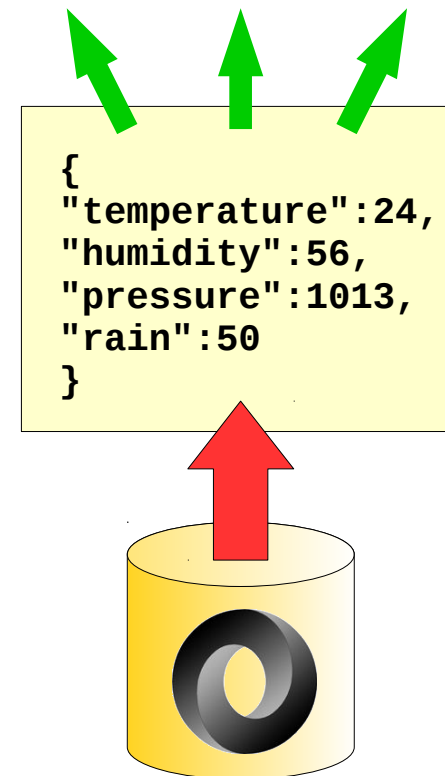 {
"temperature":24,
"humidity":56,
"pressure":1013,
"rain":50
}